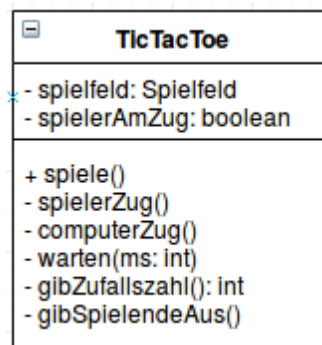 TicTacToe
- spielfeld: Spielfeld
- spielerAmZug: boolean
+ spiele()
- spielerZug()
- computerZug()
- warten(ms: int)
- gibZufallszahl(): int
- gibSpielendeAus()